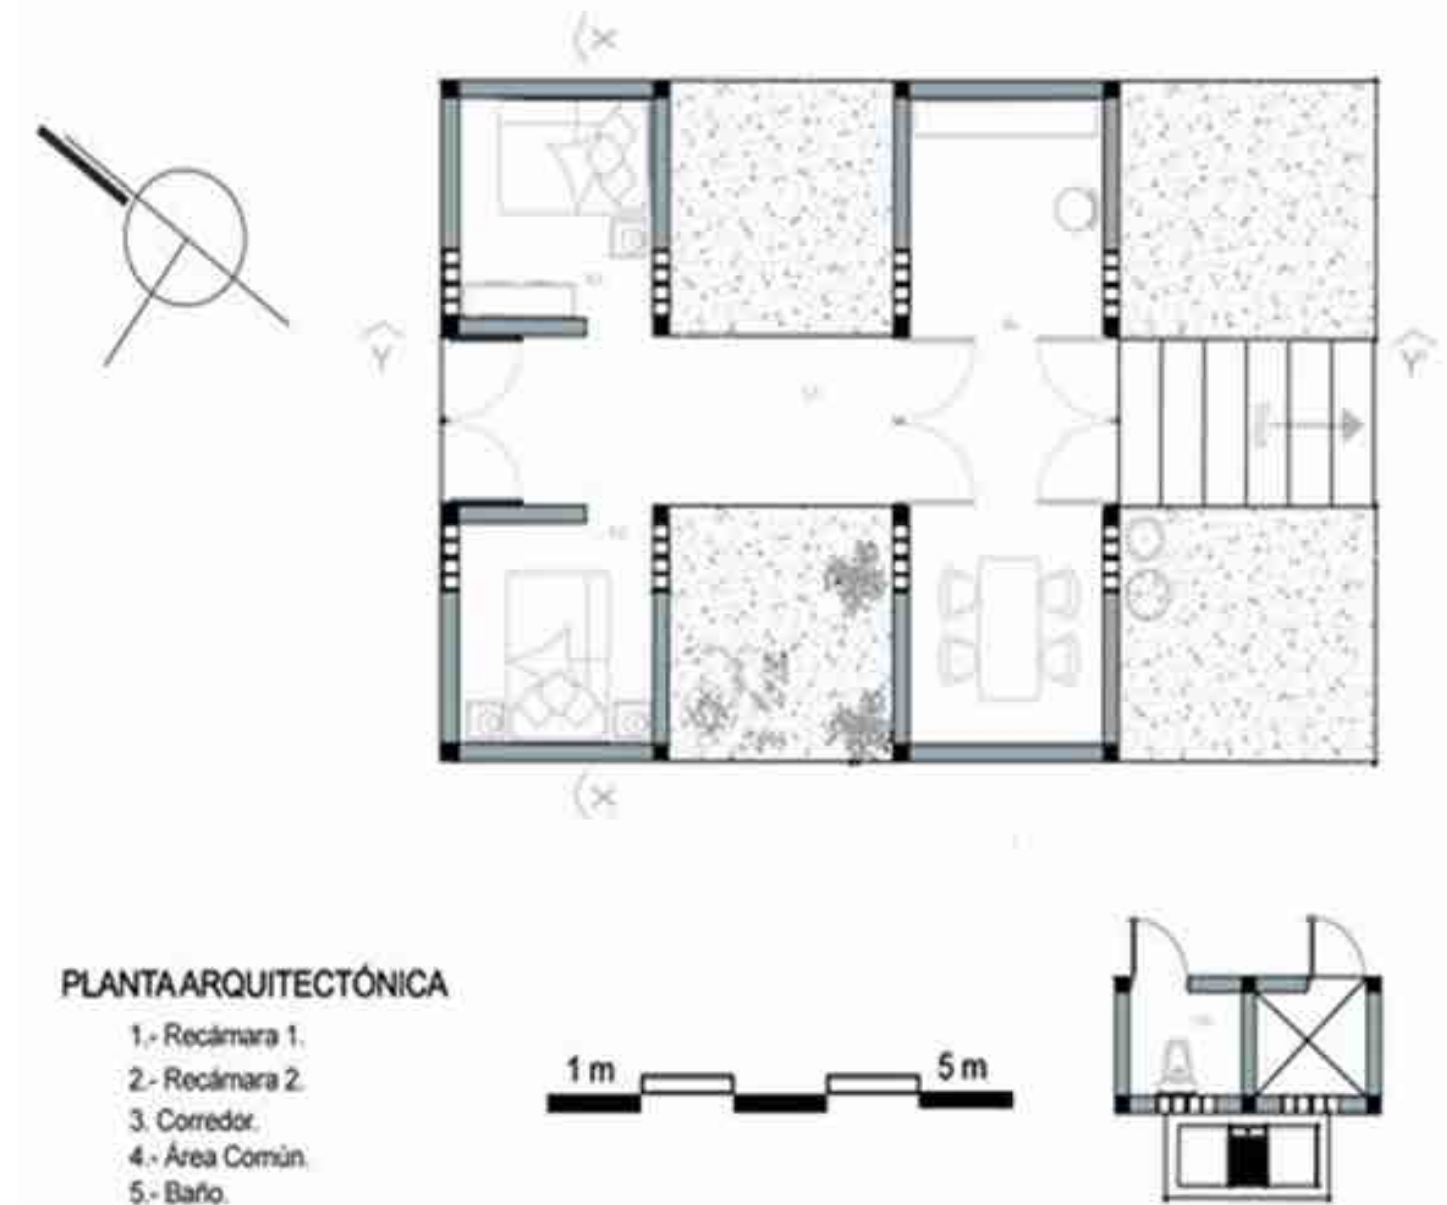 X
Y
Y'
X
PLANTA ARQUITECTÓNICA
1.- Recámara 1.
2.- Recámara 2.
3. Corredor.
4.- Área Común.
5.- Baño.
1 m
5 m